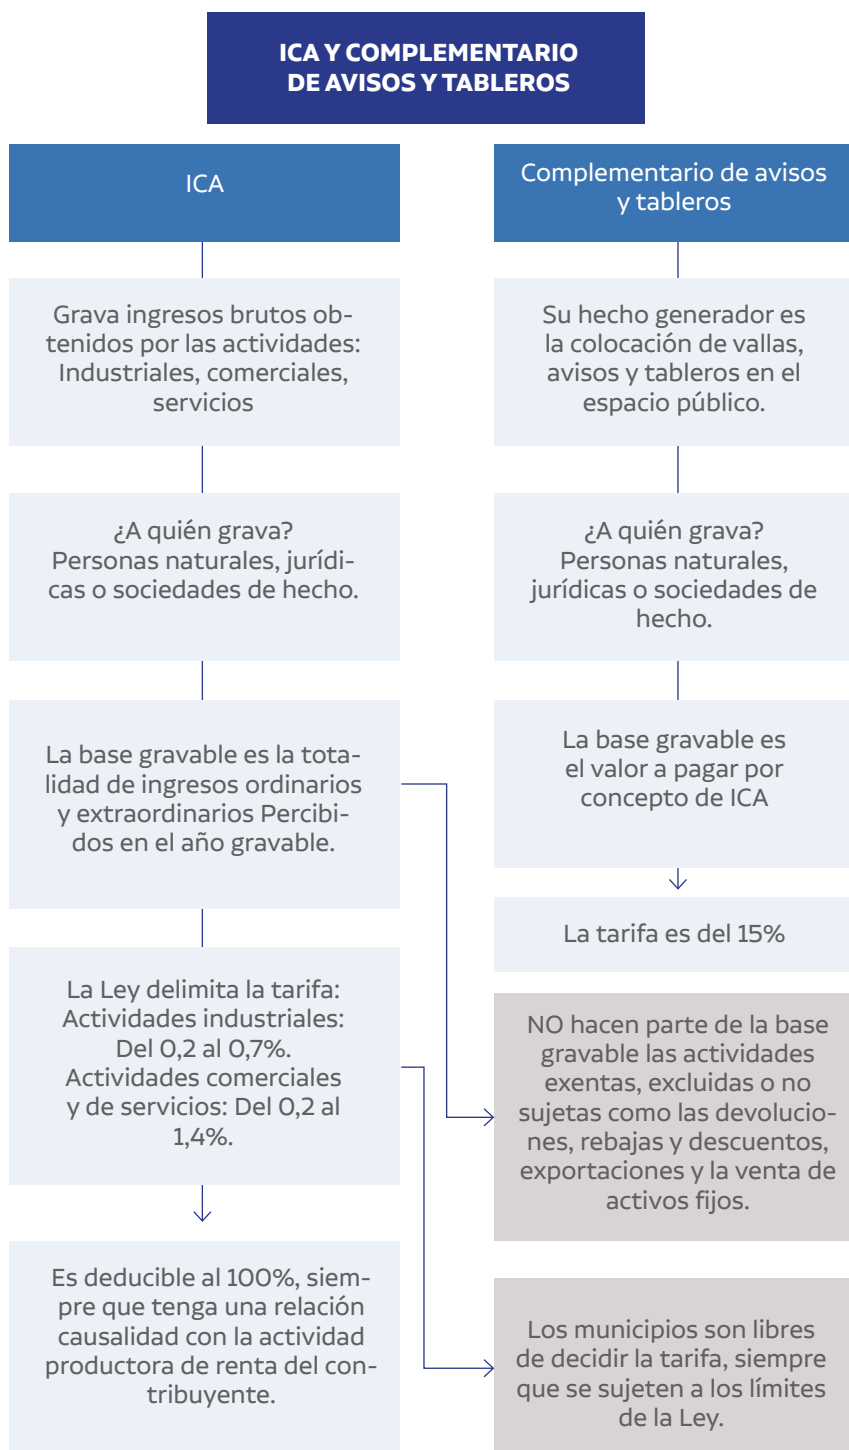 ICA Y COMPLEMENTARIO
DE AVISOS Y TABLEROS
ICA
Grava ingresos brutos ob-
tenidos por las actividades:
Industriales, comerciales,
servicios
¿A quién grava?
Personas naturales, jurídi-
cas o sociedades de hecho.
La base gravable es la tota-
lidad de ingresos ordinarios
y extraordinarios Percibi-
dos en el año gravable.
La Ley delimita la tarifa:
Actividades industriales:
Del 0,2 al 0,7%.
Actividades comerciales
y de servicios: Del 0,2 al
1,4%.
Es deducible al 100%, siem-
pre que tenga una relación
causalidad con la actividad
productora de renta del con-
tribuyente.
Complementario de avisos
y tableros
Su hecho generador es
la colocación de vallas,
avisos y tableros en el
espacio público.
¿A quién grava?
Personas naturales,
jurídicas o sociedades de
hecho.
La base gravable es
el valor a pagar por
concepto de ICA
La tarifa es del 15%
NO hacen parte de la base
gravable las actividades
exentas, excluidas o no
sujetas como las devolucio-
nes, rebajas y descuentos,
exportaciones y la venta de
activos fijos.
Los municipios son libres
de decidir la tarifa, siempre
que se sujeten a los límites
de la Ley.